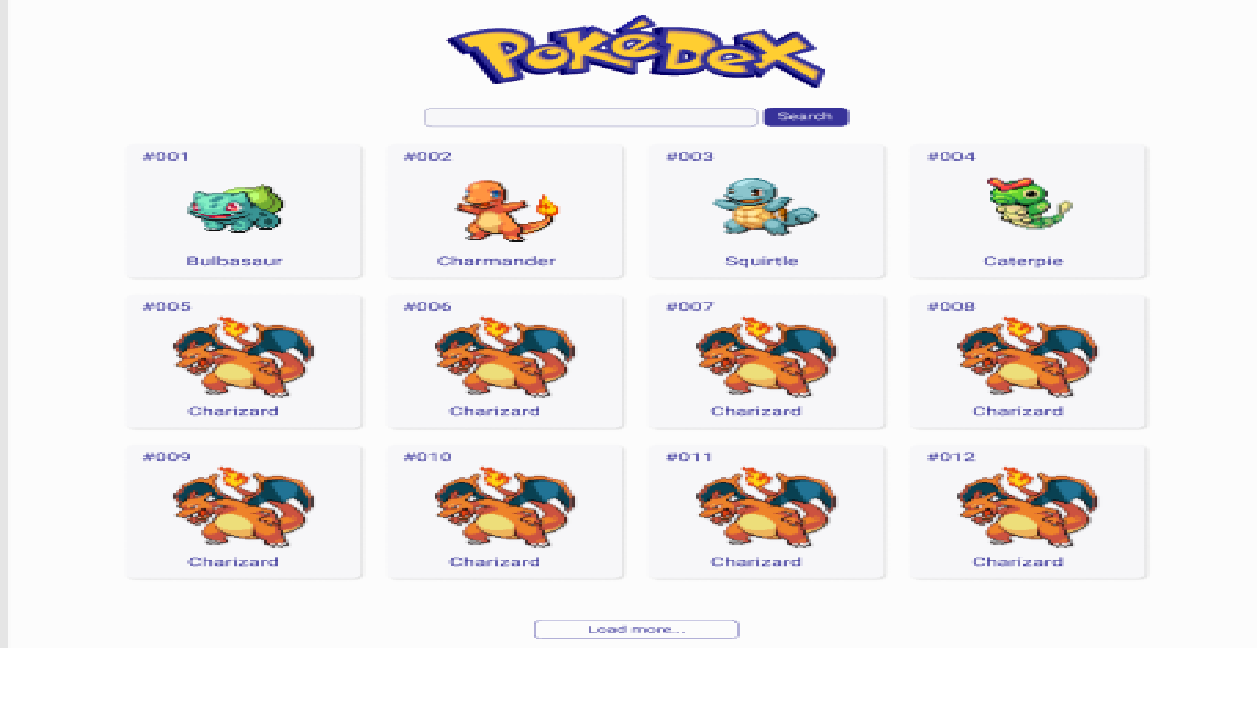 PoKéDeX
Search
#001 #002 #003 #004
Bulbasaur Charmander Squirtle Caterpie
#005 #006 #007 #008
Charizard Charizard Charizard Charizard
#009 #010 #011 #012
Charizard Charizard Charizard Charizard
Load more...